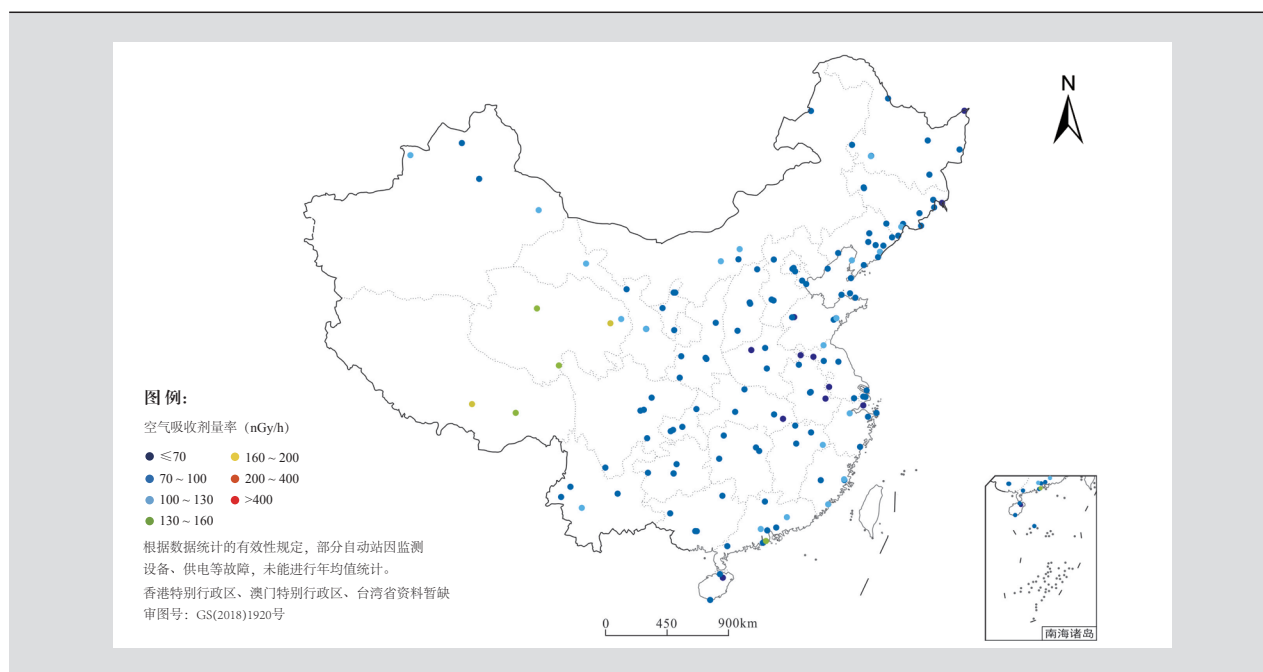 N
图例:
空气吸收剂量率（nGy/h）
≤70
160～200
70～100
200～400
100～130
>400
130～160
根据数据统计的有效性规定，部分自动站因监测
设备、供电等故障，未能进行年均值统计。
香港特别行政区、澳门特别行政区、台湾省资料暂缺
审图号：GS(2018)1920号
0 450 900km
南海诸岛